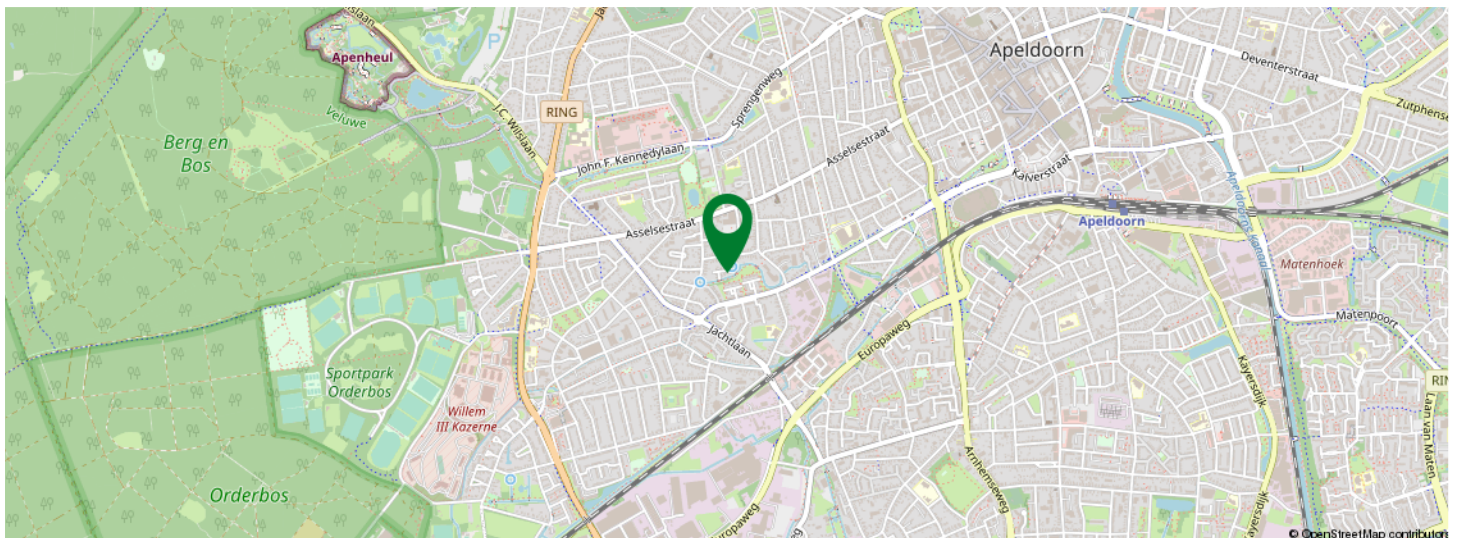 Wilslaan
P
Apenheul
Apeldoorn
Deventerstraat
Sprengenweg
Zutphense
RING
J.C. Wilslaan
Veluwe
Berg en
Bos
John F. Kennedylaan
Asselsestraat
Kalverstraat
Apeldoorns kanaal
Asselsestraat
Apeldoorn
Matenhoek
Matenpoort
Jachtlaan
Europaweg
Sportpark
Orderbos
Kayersdijk
RIN
Willem
III Kazerne
Laan van Maten
Orderbos
Arnhemseweg
Kayersdijk
Europaweg
© OpenStreetMap contributors